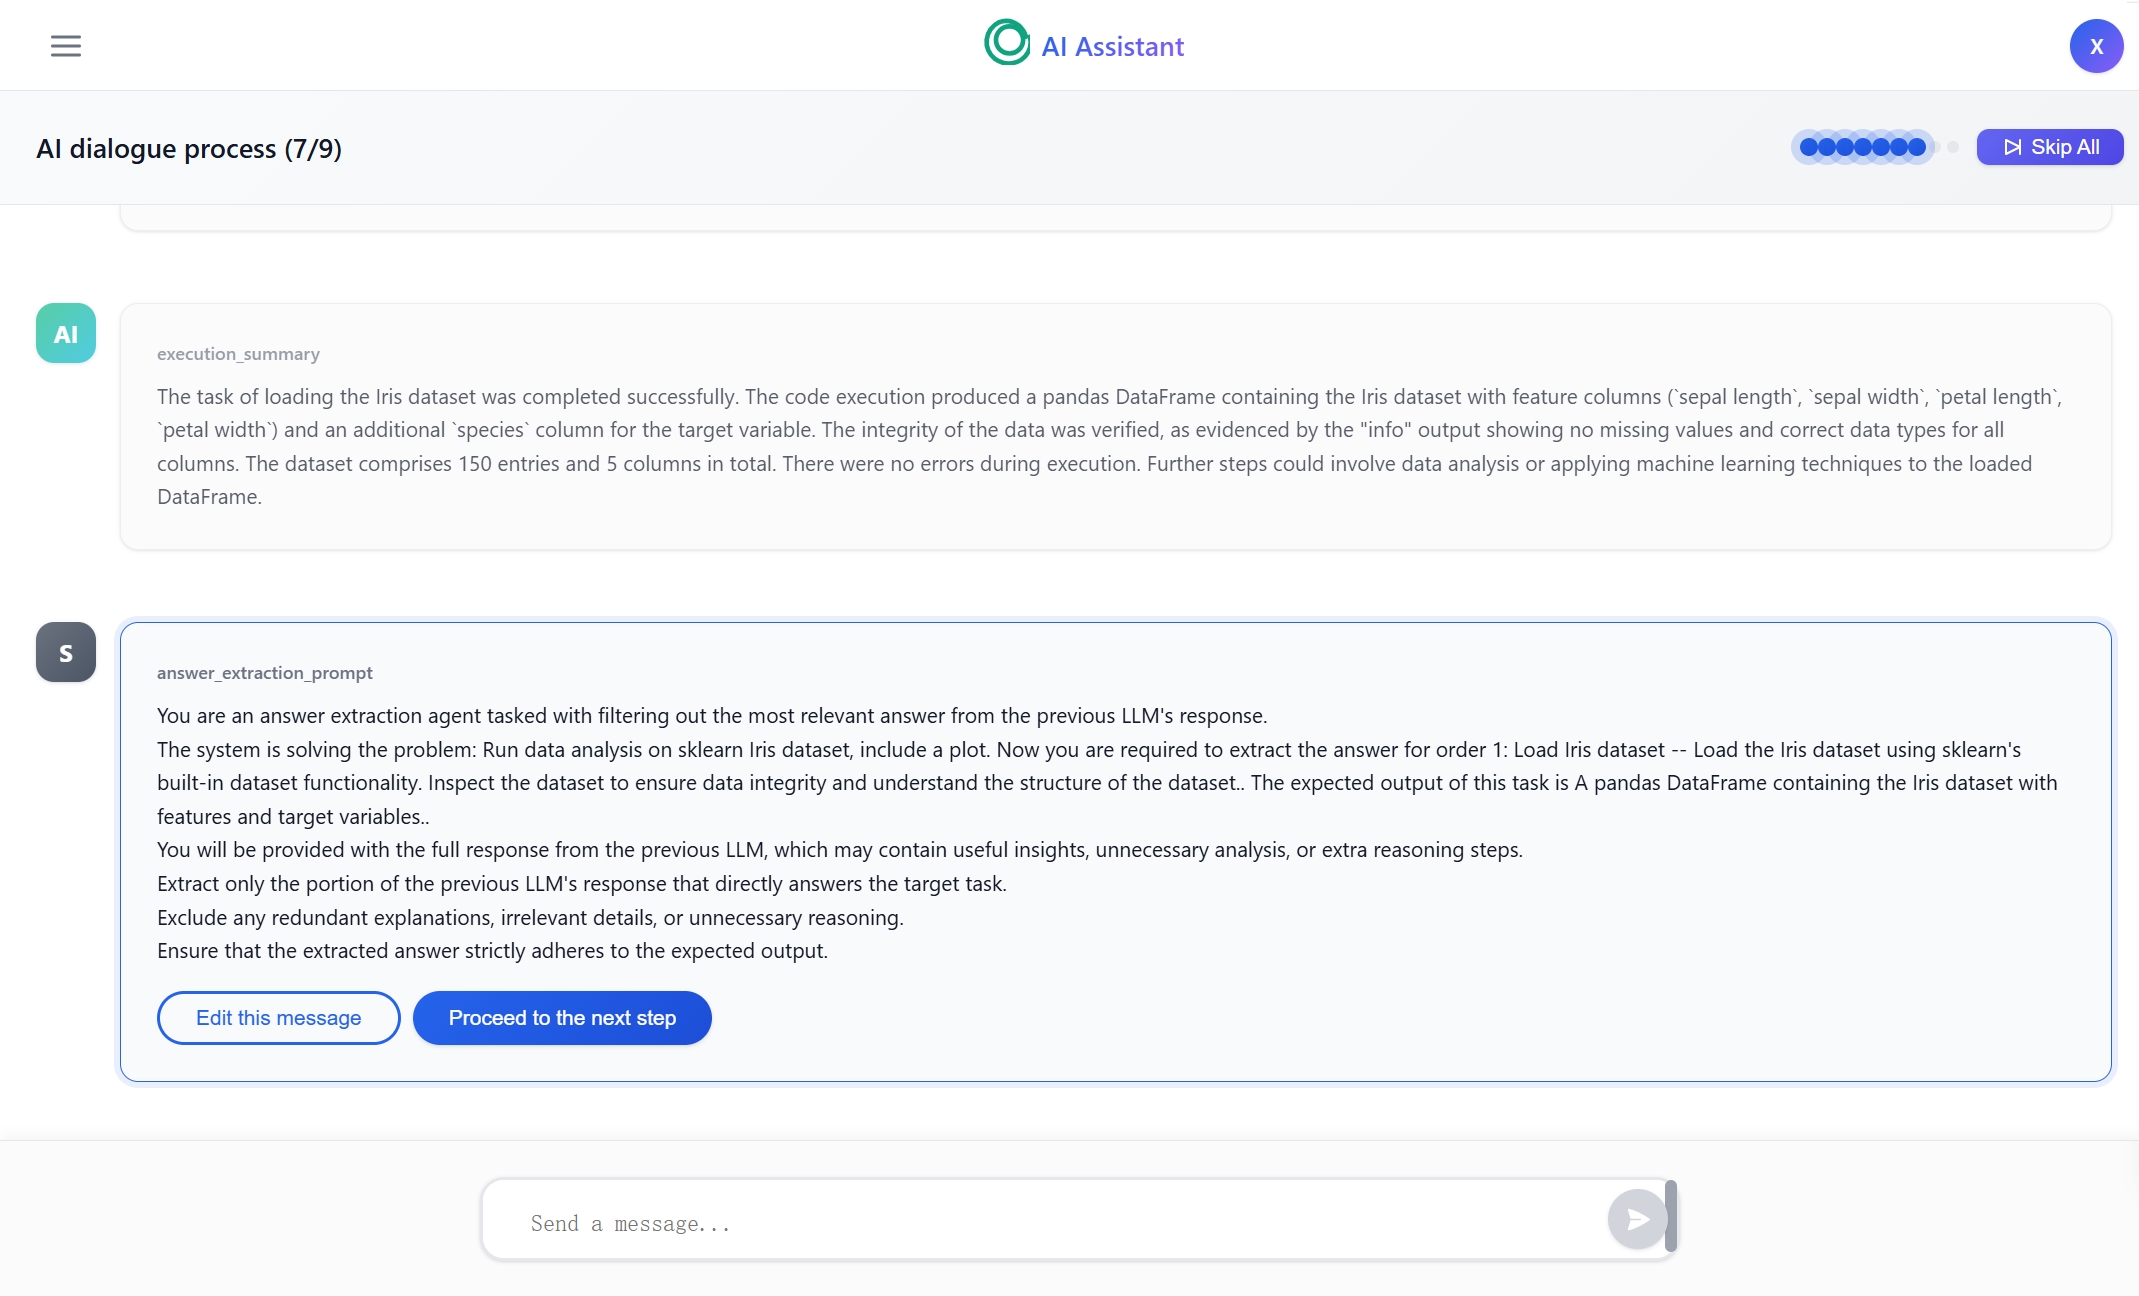 AI Assistant
X
AI dialogue process (7/9)
Skip All
AI
execution_summary
The task of loading the Iris dataset was completed successfully. The code execution produced a pandas DataFrame containing the Iris dataset with feature columns (`sepal length`, `sepal width`, `petal length`,
`petal width`) and an additional `species` column for the target variable. The integrity of the data was verified, as evidenced by the "info" output showing no missing values and correct data types for all
columns. The dataset comprises 150 entries and 5 columns in total. There were no errors during execution. Further steps could involve data analysis or applying machine learning techniques to the loaded
DataFrame.
S
answer_extraction_prompt
You are an answer extraction agent tasked with filtering out the most relevant answer from the previous LLM's response.
The system is solving the problem: Run data analysis on sklearn Iris dataset, include a plot. Now you are required to extract the answer for order 1: Load Iris dataset -- Load the Iris dataset using sklearn's
built-in dataset functionality. Inspect the dataset to ensure data integrity and understand the structure of the dataset.. The expected output of this task is A pandas DataFrame containing the Iris dataset with
features and target variables..
You will be provided with the full response from the previous LLM, which may contain useful insights, unnecessary analysis, or extra reasoning steps.
Extract only the portion of the previous LLM's response that directly answers the target task.
Exclude any redundant explanations, irrelevant details, or unnecessary reasoning.
Ensure that the extracted answer strictly adheres to the expected output.
Edit this message
Proceed to the next step
Send a message...